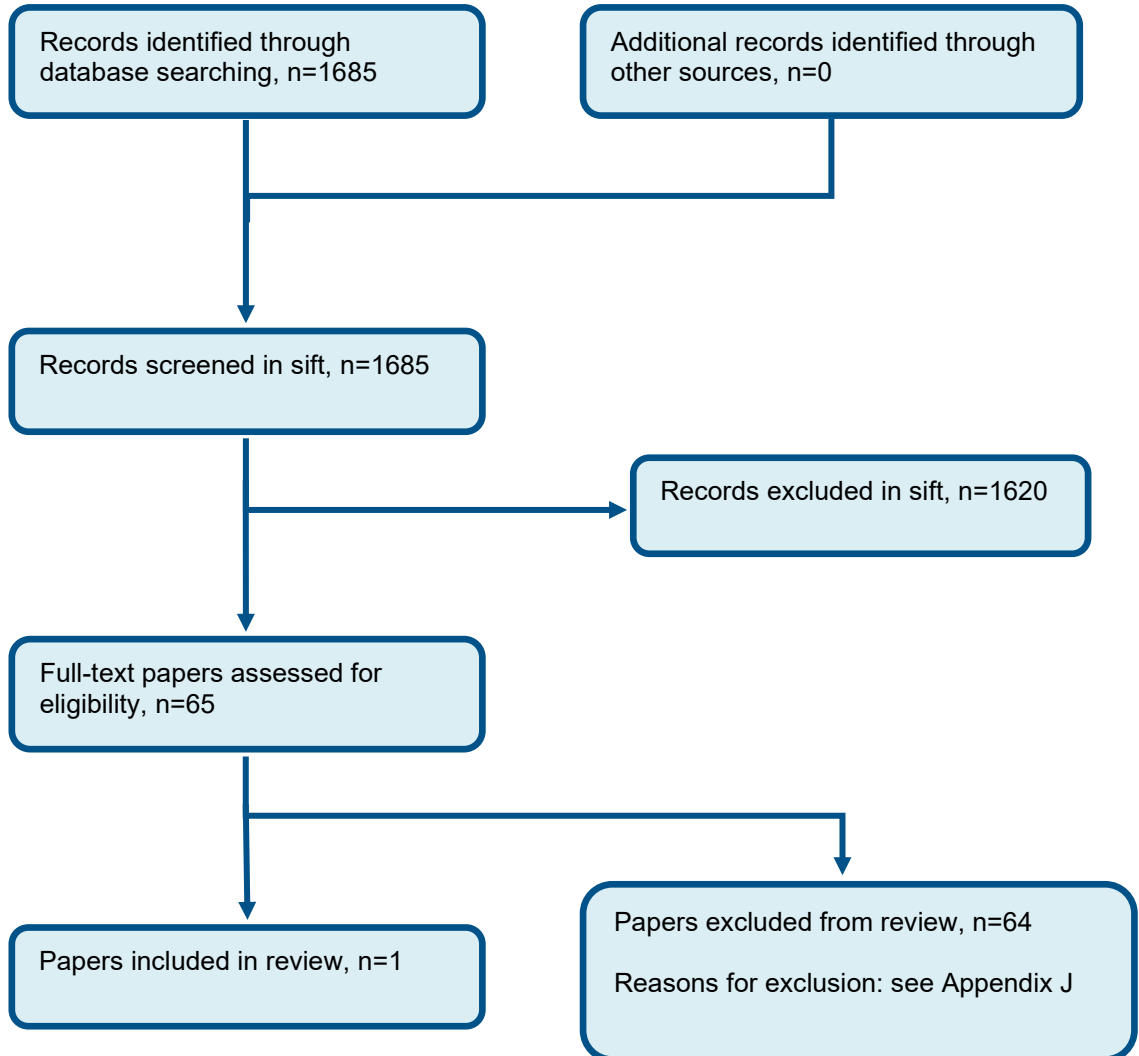 Records identified through
database searching, n=1685
Additional records identified through
other sources, n=0
Records screened in sift, n=1685
Records excluded in sift, n=1620
Full-text papers assessed for
eligibility, n=65
Papers included in review, n=1
Papers excluded from review, n=64
Reasons for exclusion: see Appendix J